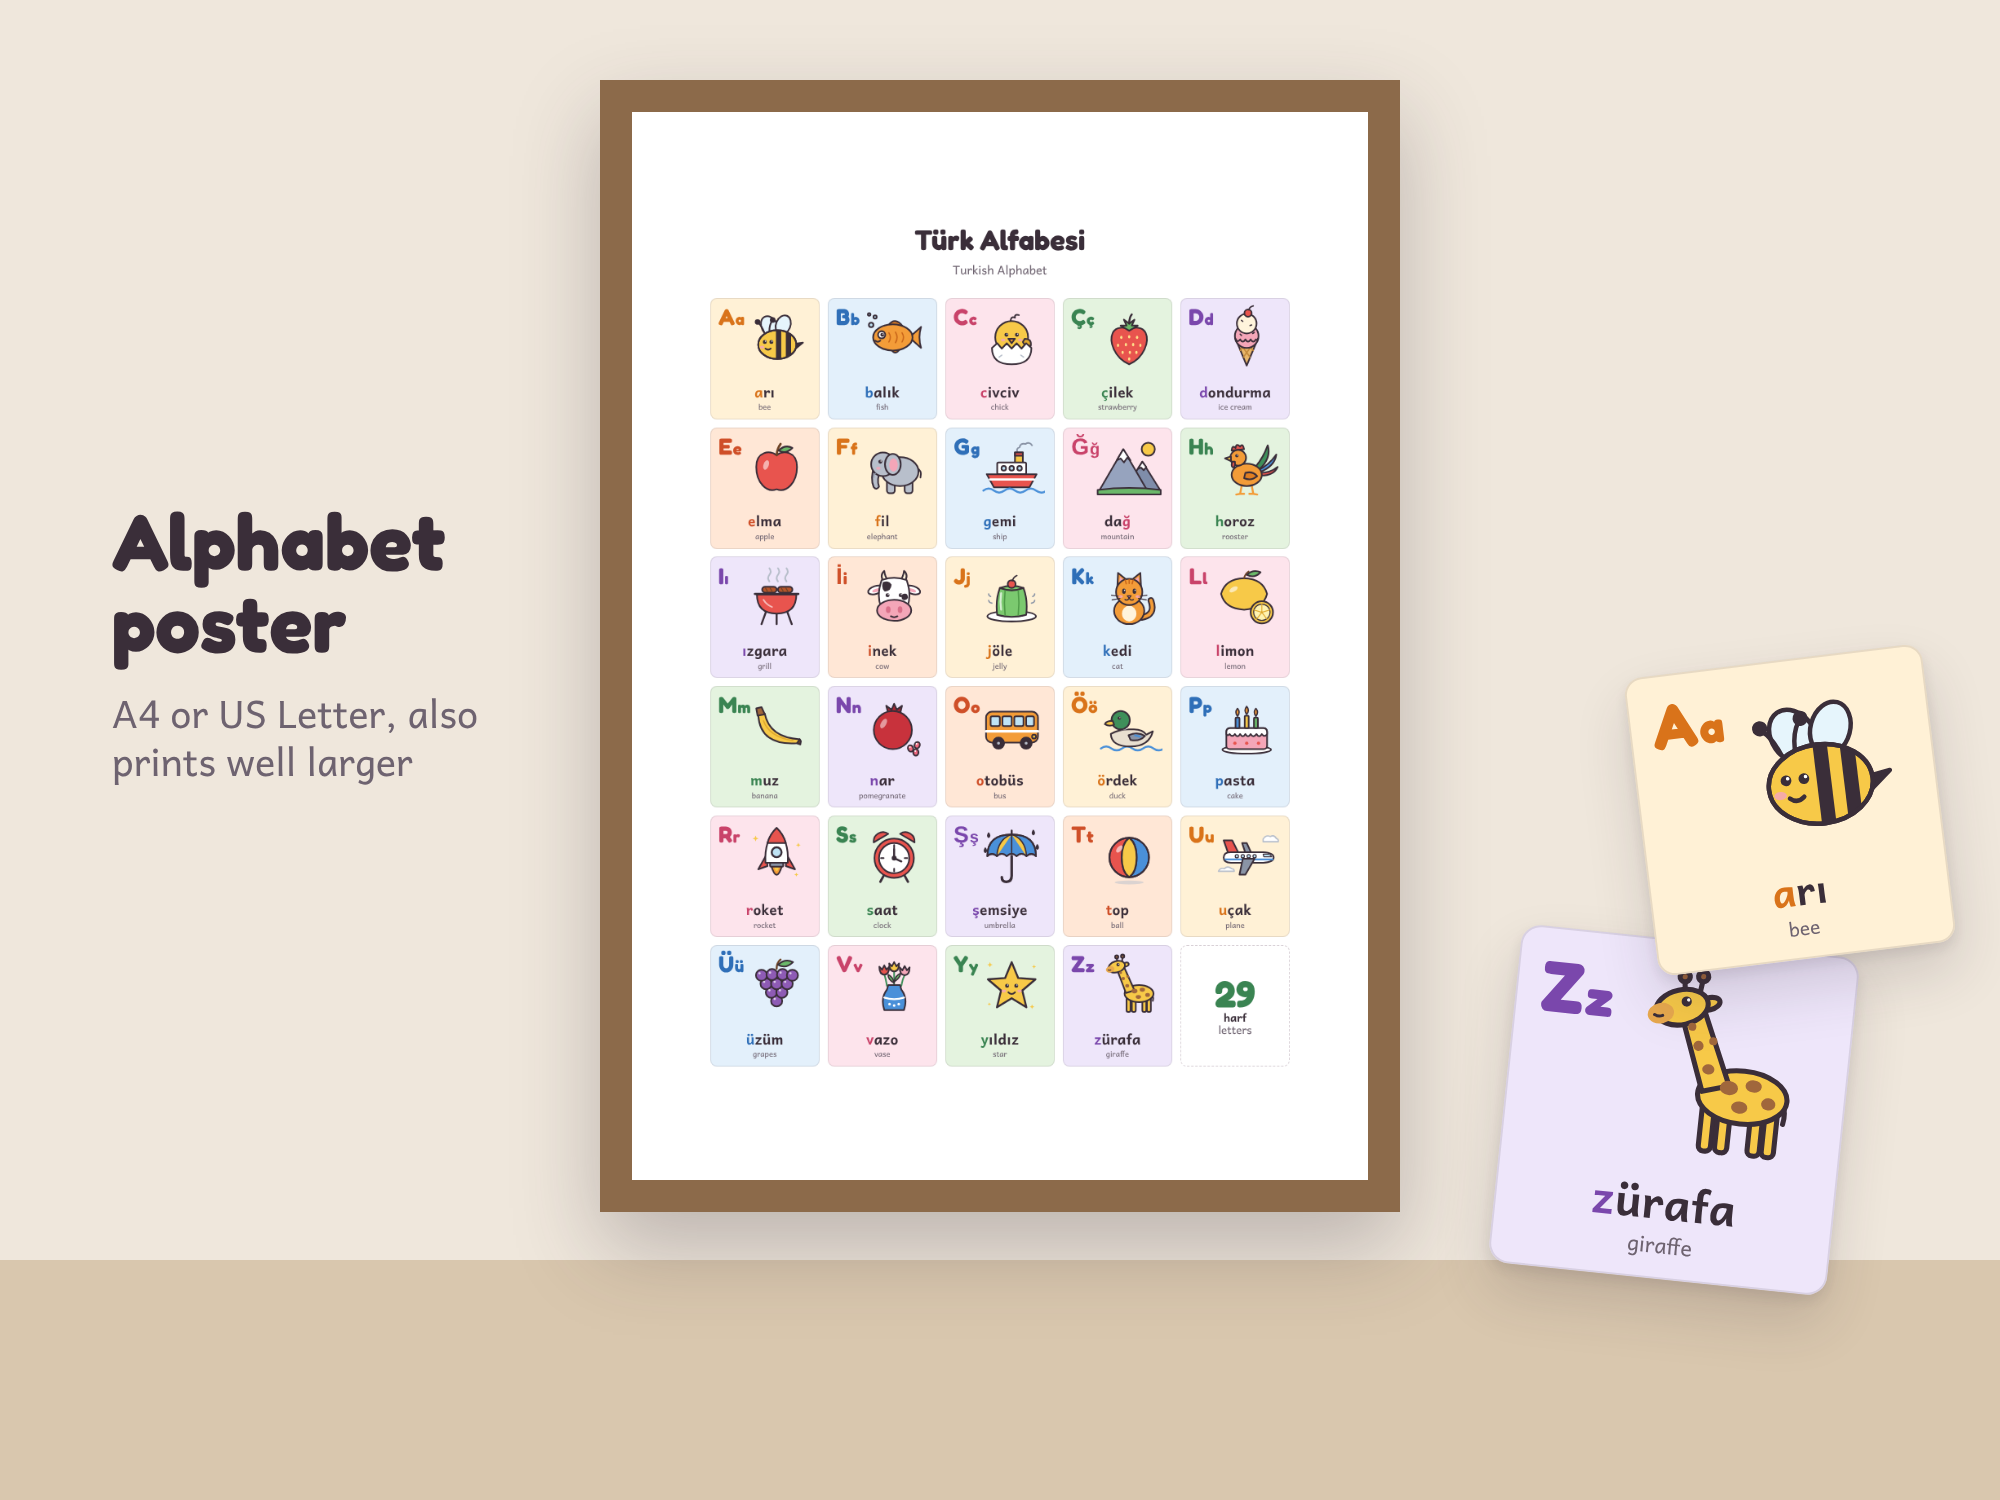 Alphabet
poster
A4 or US Letter, also
prints well larger
Türk Alfabesi
Turkish Alphabet
Aa
arı
bee
Bb
balık
fish
Cc
civciv
chick
Çç
çilek
strawberry
Dd
dondurma
ice cream
Ee
elma
apple
Ff
fil
elephant
Gg
gemi
ship
Ğğ
dağ
mountain
Hh
horoz
rooster
Iı
ızgara
grill
İi
inek
cow
Jj
jöle
jelly
Kk
kedi
cat
Ll
limon
lemon
Mm
muz
banana
Nn
nar
pomegranate
Oo
otobüs
bus
Öö
ördek
duck
Pp
pasta
cake
Rr
roket
rocket
Ss
saat
clock
Şş
şemsiye
umbrella
Tt
top
ball
Uu
uçak
plane
Üü
üzüm
grapes
Vv
vazo
vase
Yy
yıldız
star
Zz
zürafa
giraffe
29
harf
letters
Aa
arı
bee
Zz
zürafa
giraffe